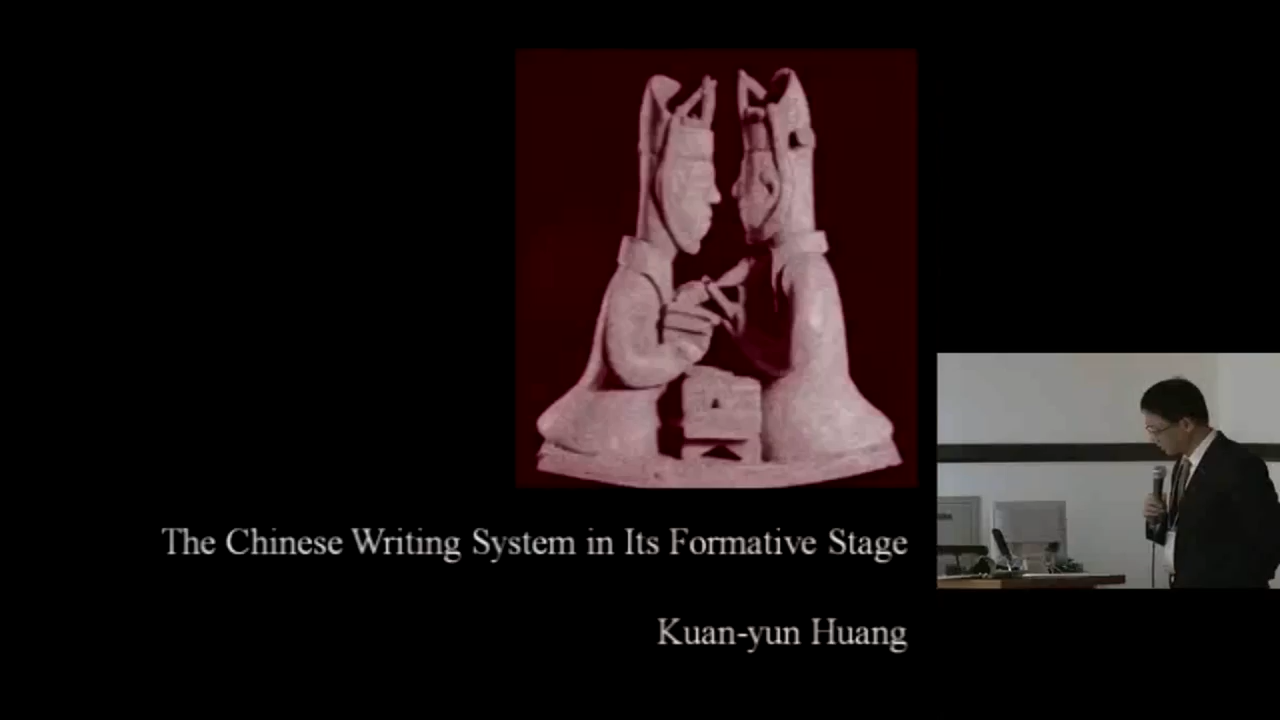 The Chinese Writing System in Its Formative Stage
Kuan-yun Huang